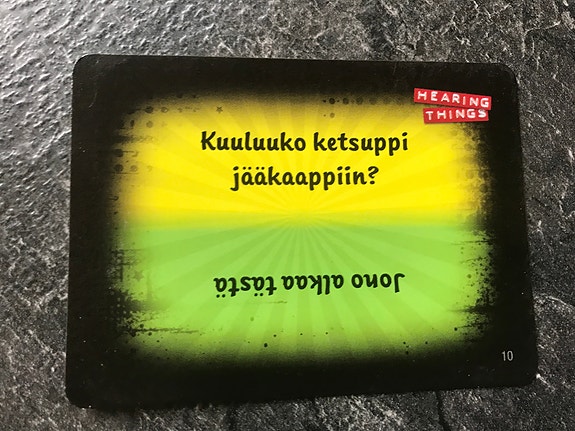 HEARING
THINGS
Kuuluuko ketsuppi
jääkaappiin?
Jono alkaa tästä
10